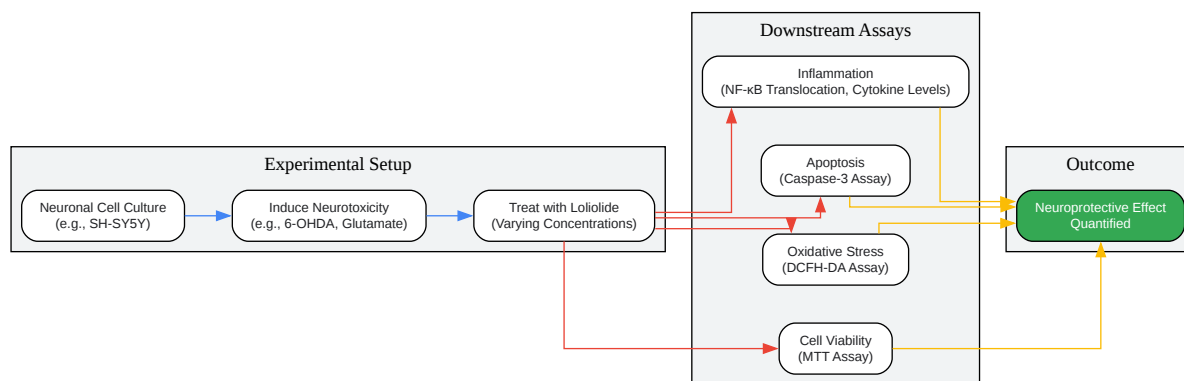 Experimental Setup
Neuronal Cell Culture
(e.g., SH-SY5Y)
Induce Neurotoxicity
(e.g., 6-OHDA, Glutamate)
Treat with Loliolide
(Varying Concentrations)
Downstream Assays
Inflammation
(NF-κB Translocation, Cytokine Levels)
Apoptosis
(Caspase-3 Assay)
Oxidative Stress
(DCFH-DA Assay)
Cell Viability
(MTT Assay)
Outcome
Neuroprotective Effect
Quantified